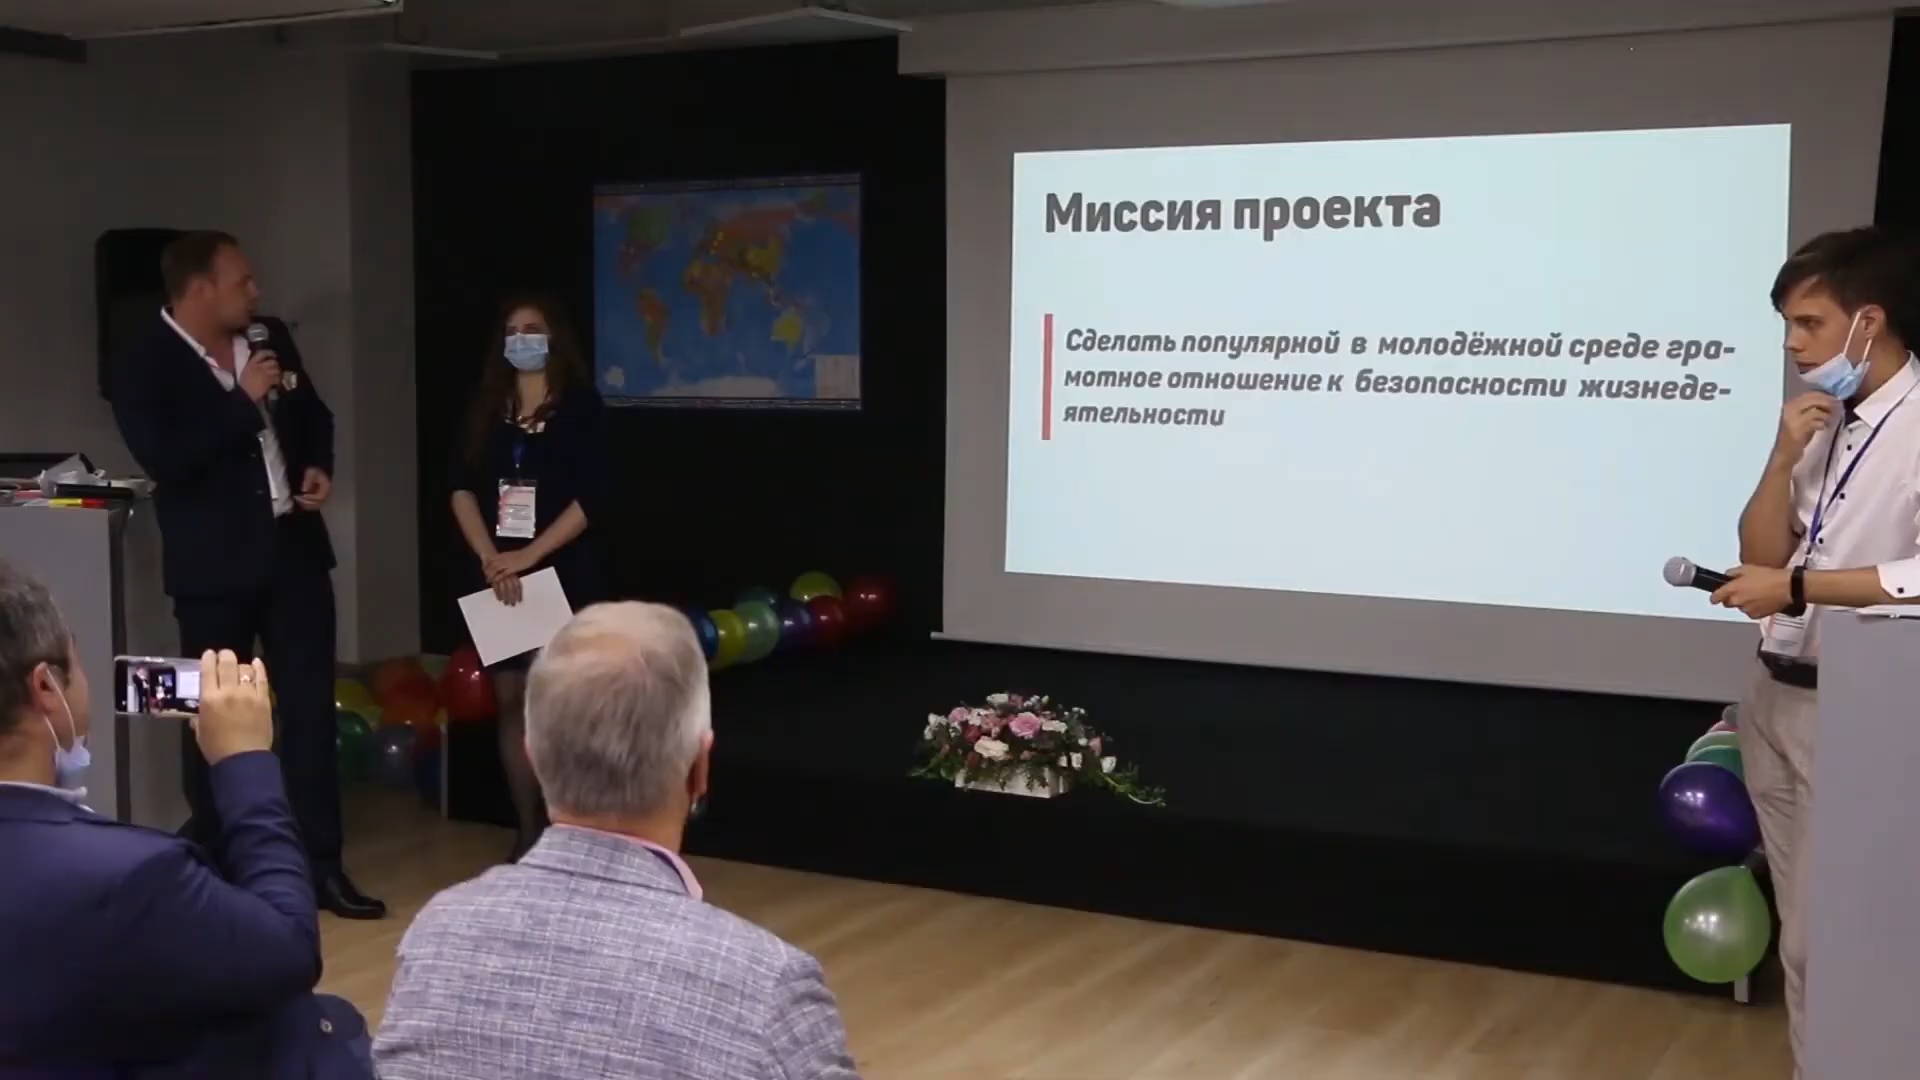 Миссия проекта
Сделать популярной в молодёжной среде гра-
мотное отношение к безопасности жизнеде-
ятельности